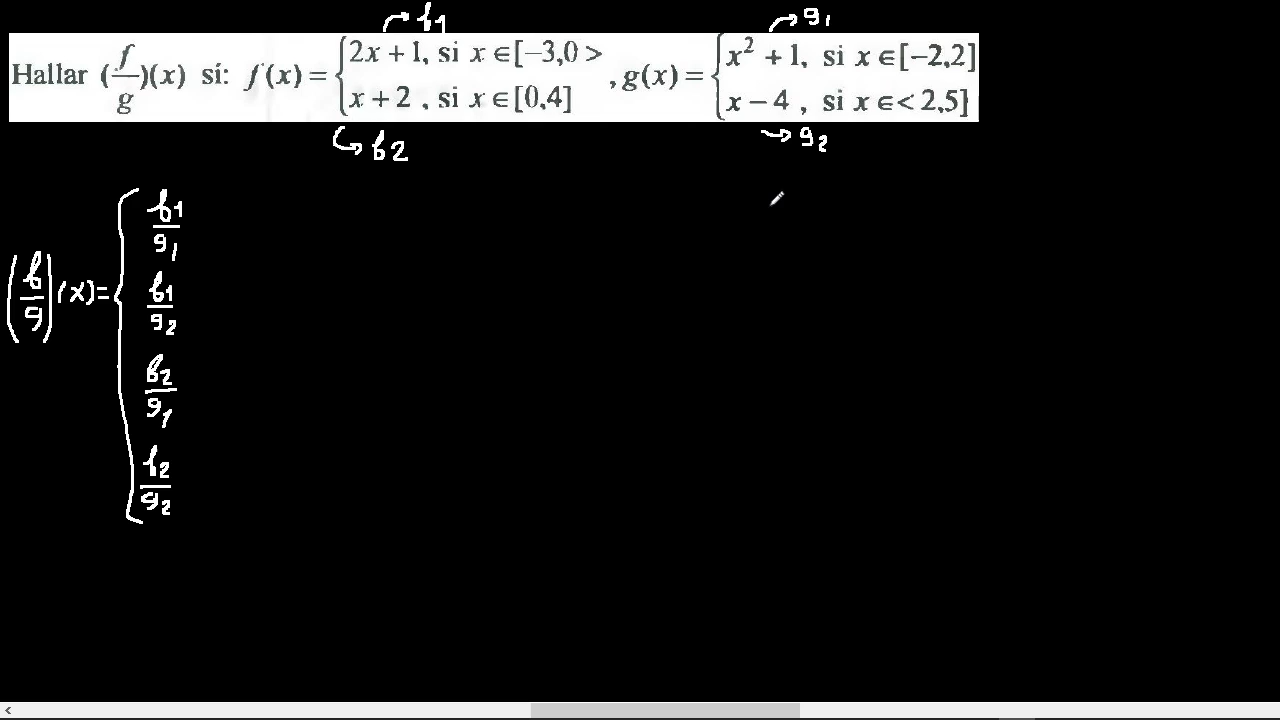 f1
g1
Hallar (f/g)(x) sí: f(x) = { 2x + 1, si x ∈ [−3,0 > , g(x) = { x² + 1, si x ∈ [−2,2]
x + 2 , si x ∈ [0,4] x − 4 , si x ∈ < 2,5]
f2
g2
(f/g)(x) = {
f1/g1
f1/g2
f2/g1
f2/g2